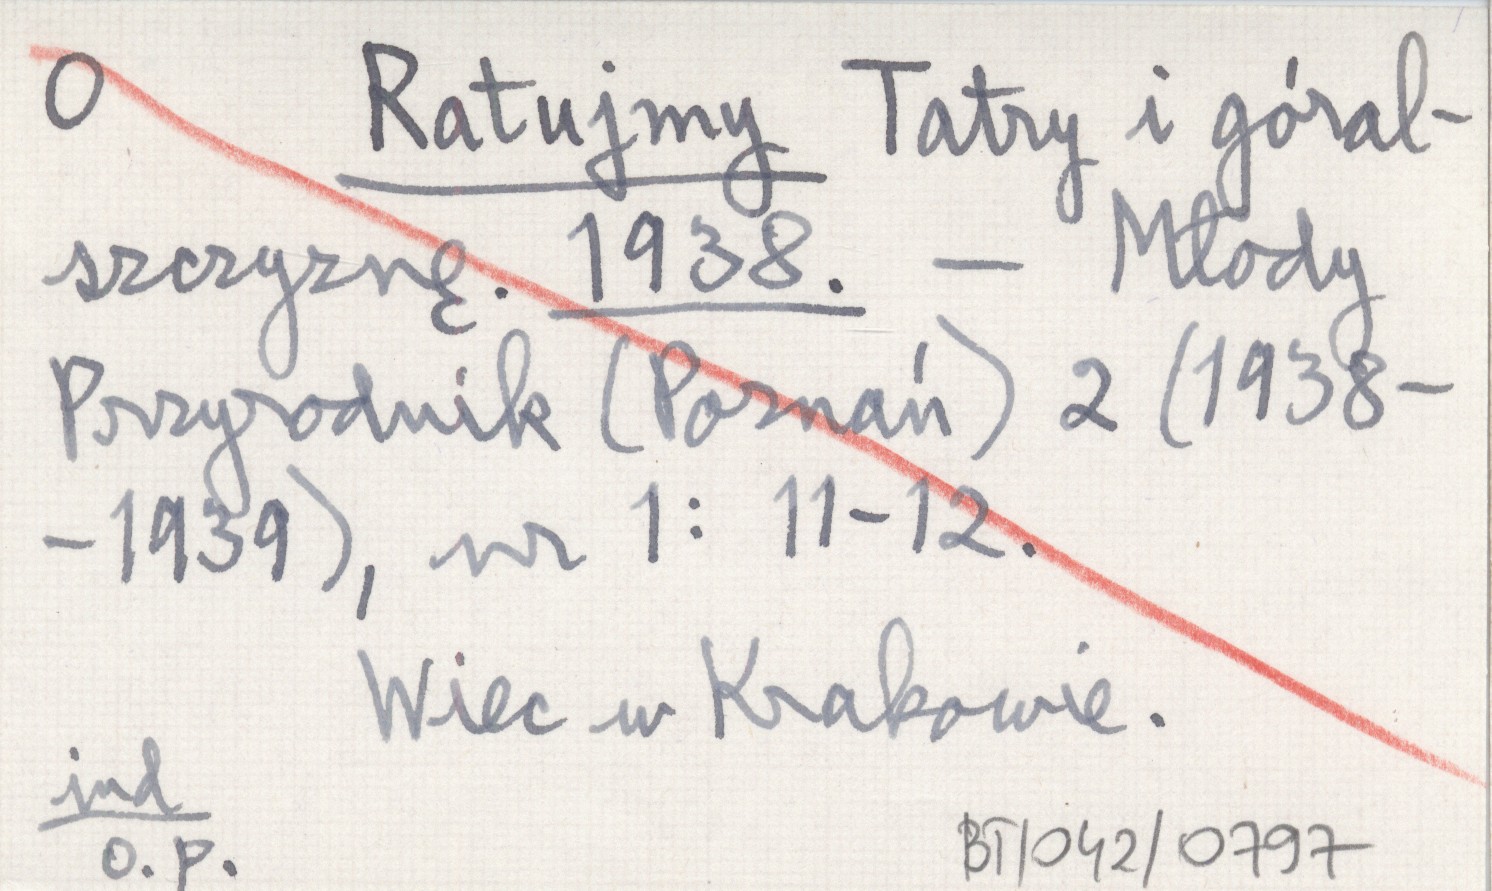 O Ratujmy Tatry i góral-
szczyznę. 1938. — Młody
Przyrodnik (Poznań) 2 (1938-
-1939), nr 1: 11-12.
Wiec w Krakowie.
ind
o.p.
BT/042/0797